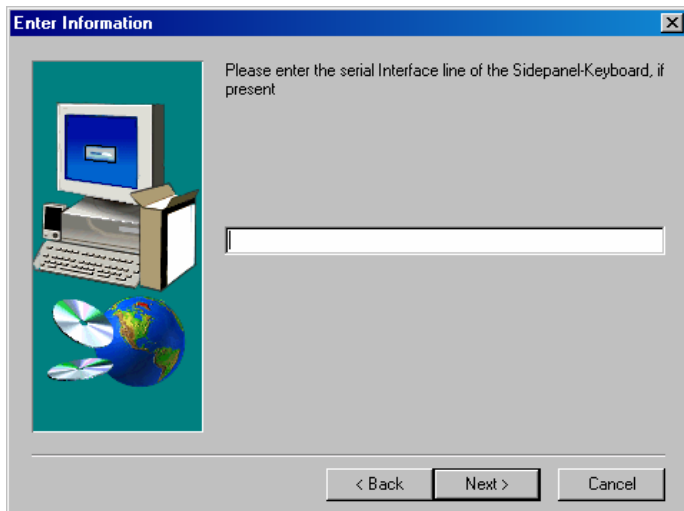 Enter Information
Please enter the serial Interface line of the Sidepanel-Keyboard, if
present
< Back
Next >
Cancel